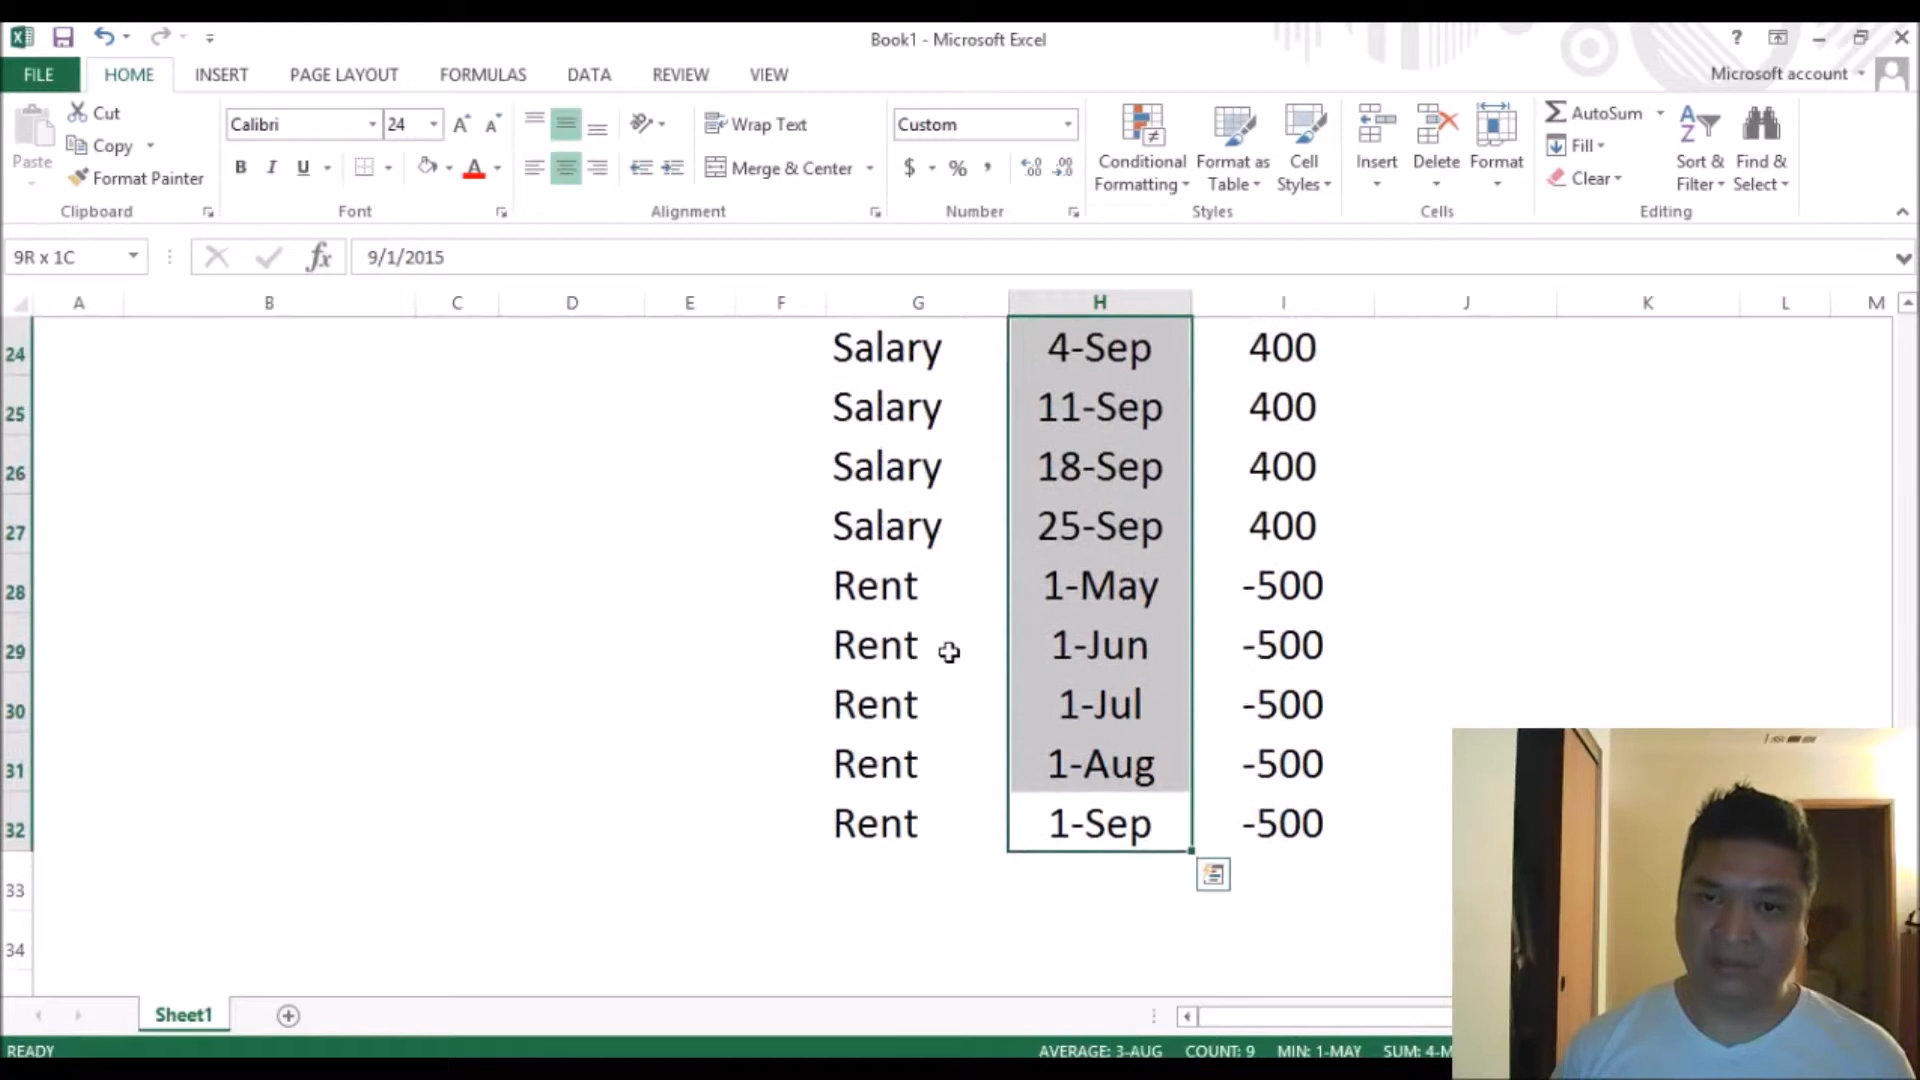 Book1 - Microsoft Excel
?
FILE HOME INSERT PAGE LAYOUT FORMULAS DATA REVIEW VIEW Microsoft account
Paste
Cut
Copy
Format Painter
Clipboard
Calibri 24
B I U
Font
Wrap Text
Merge & Center
Alignment
Custom
$ % ,
Number
Conditional Formatting
Format as Table
Cell Styles
Styles
Insert
Delete
Format
Cells
AutoSum
Fill
Clear
Sort & Filter
Find & Select
Editing
9R x 1C fx 9/1/2015
A B C D E F G H I J K L M
24 Salary 4-Sep 400
25 Salary 11-Sep 400
26 Salary 18-Sep 400
27 Salary 25-Sep 400
28 Rent 1-May -500
29 Rent 1-Jun -500
30 Rent 1-Jul -500
31 Rent 1-Aug -500
32 Rent 1-Sep -500
33
34
Sheet1
READY AVERAGE: 3-AUG COUNT: 9 MIN: 1-MAY SUM: 4-M